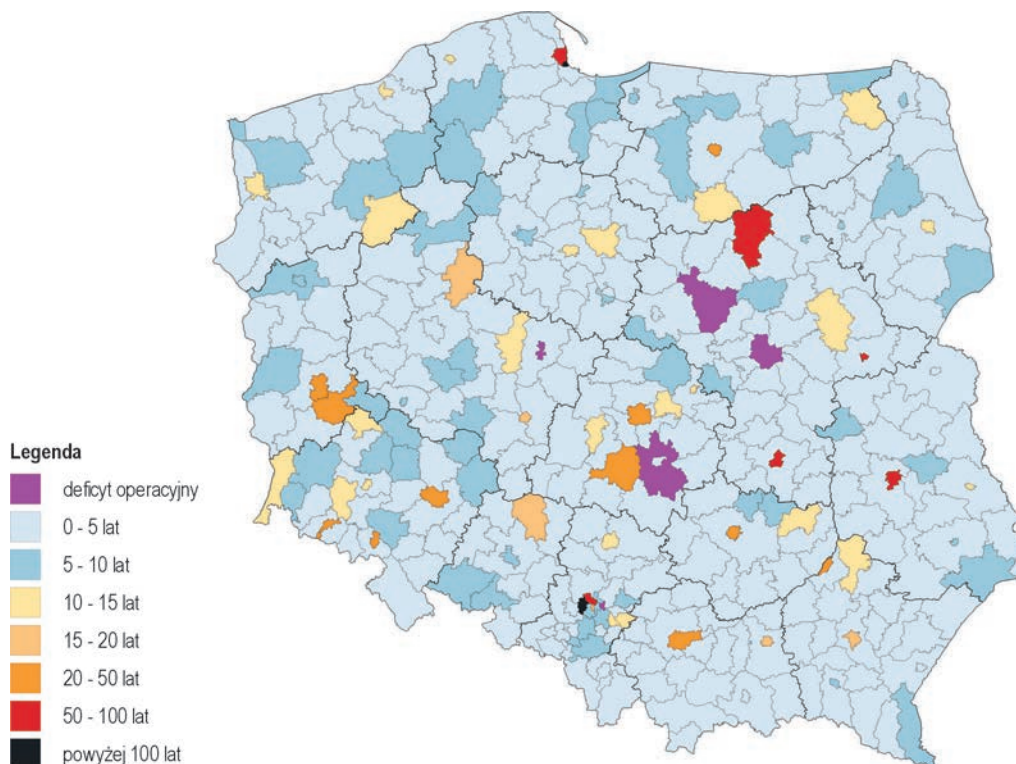 Legenda
deficyt operacyjny
0 - 5 lat
5 - 10 lat
10 - 15 lat
15 - 20 lat
20 - 50 lat
50 - 100 lat
powyżej 100 lat